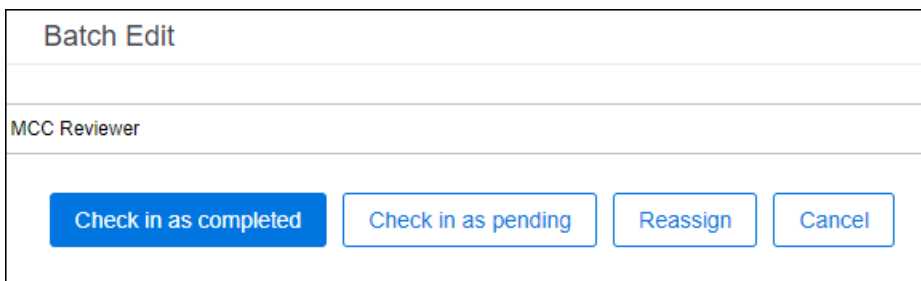 Batch Edit
MCC Reviewer
Check in as completed Check in as pending Reassign Cancel